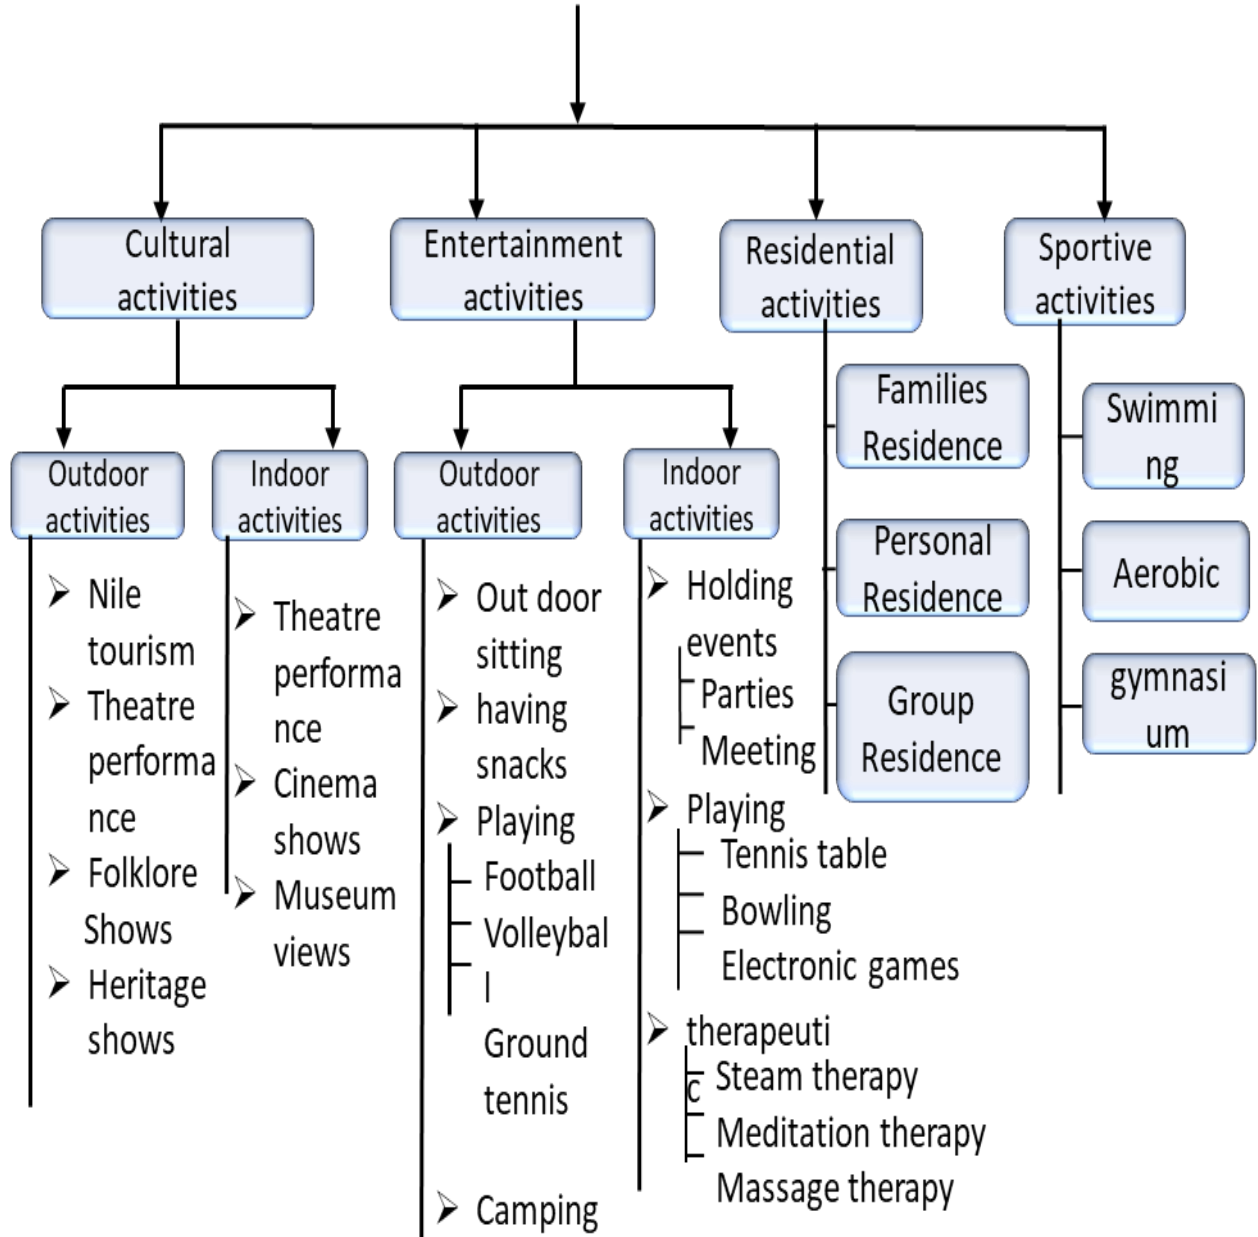 Cultural
activities
Entertainment
activities
Residential
activities
Sportive
activities
Outdoor
activities
Indoor
activities
Outdoor
activities
Indoor
activities
Families
Residence
Personal
Residence
Group
Residence
Swimmi
ng
Aerobic
gymnasi
um
Nile
tourism
Theatre
performa
nce
Folklore
Shows
Heritage
shows
Theatre
performa
nce
Cinema
shows
Museum
views
Out door
sitting
having
snacks
Playing
Football
Volleybal
l
Ground
tennis
Camping
Holding
events
Parties
Meeting
Playing
Tennis table
Bowling
Electronic games
therapeuti
c
Steam therapy
Meditation therapy
Massage therapy